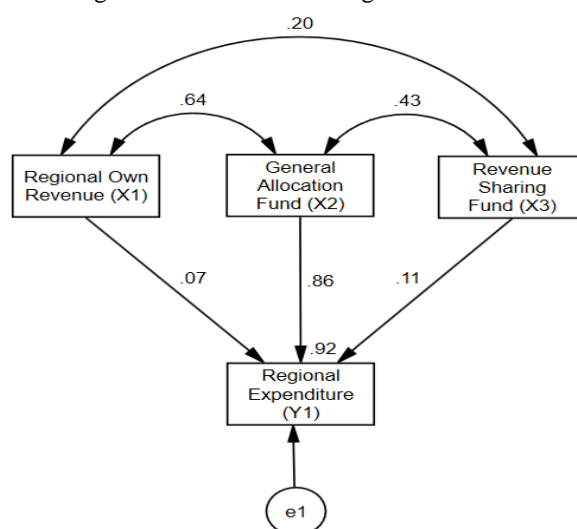 .20
.64
.43
Regional Own
Revenue (X1)
General
Allocation
Fund (X2)
Revenue
Sharing
Fund (X3)
.07
.86
.11
.92
Regional
Expenditure
(Y1)
e1